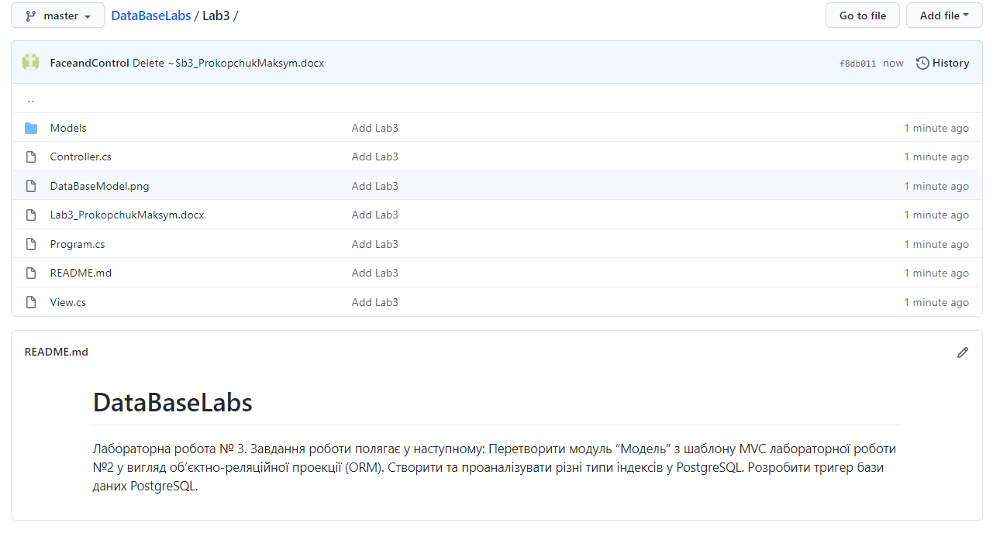 master DataBaseLabs / Lab3 / Go to file Add file
FaceandControl Delete ~$b3_ProkopchukMaksym.docx f8db011 now History
..
Models Add Lab3 1 minute ago
Controller.cs Add Lab3 1 minute ago
DataBaseModel.png Add Lab3 1 minute ago
Lab3_ProkopchukMaksym.docx Add Lab3 1 minute ago
Program.cs Add Lab3 1 minute ago
README.md Add Lab3 1 minute ago
View.cs Add Lab3 1 minute ago
README.md
DataBaseLabs
Лабораторна робота № 3. Завдання роботи полягає у наступному: Перетворити модуль “Модель” з шаблону MVC лабораторної роботи
№2 у вигляд об’єктно-реляційної проекції (ORM). Створити та проаналізувати різні типи індексів у PostgreSQL. Розробити тригер бази
даних PostgreSQL.